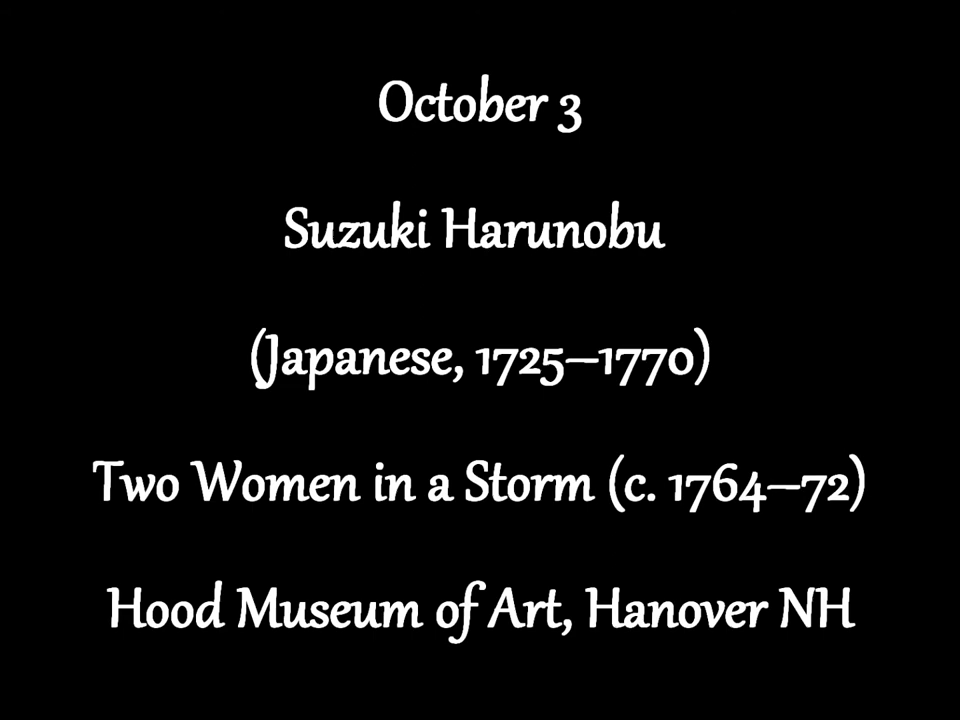 October 3
Suzuki Harunobu
(Japanese, 1725–1770)
Two Women in a Storm (c. 1764–72)
Hood Museum of Art, Hanover NH